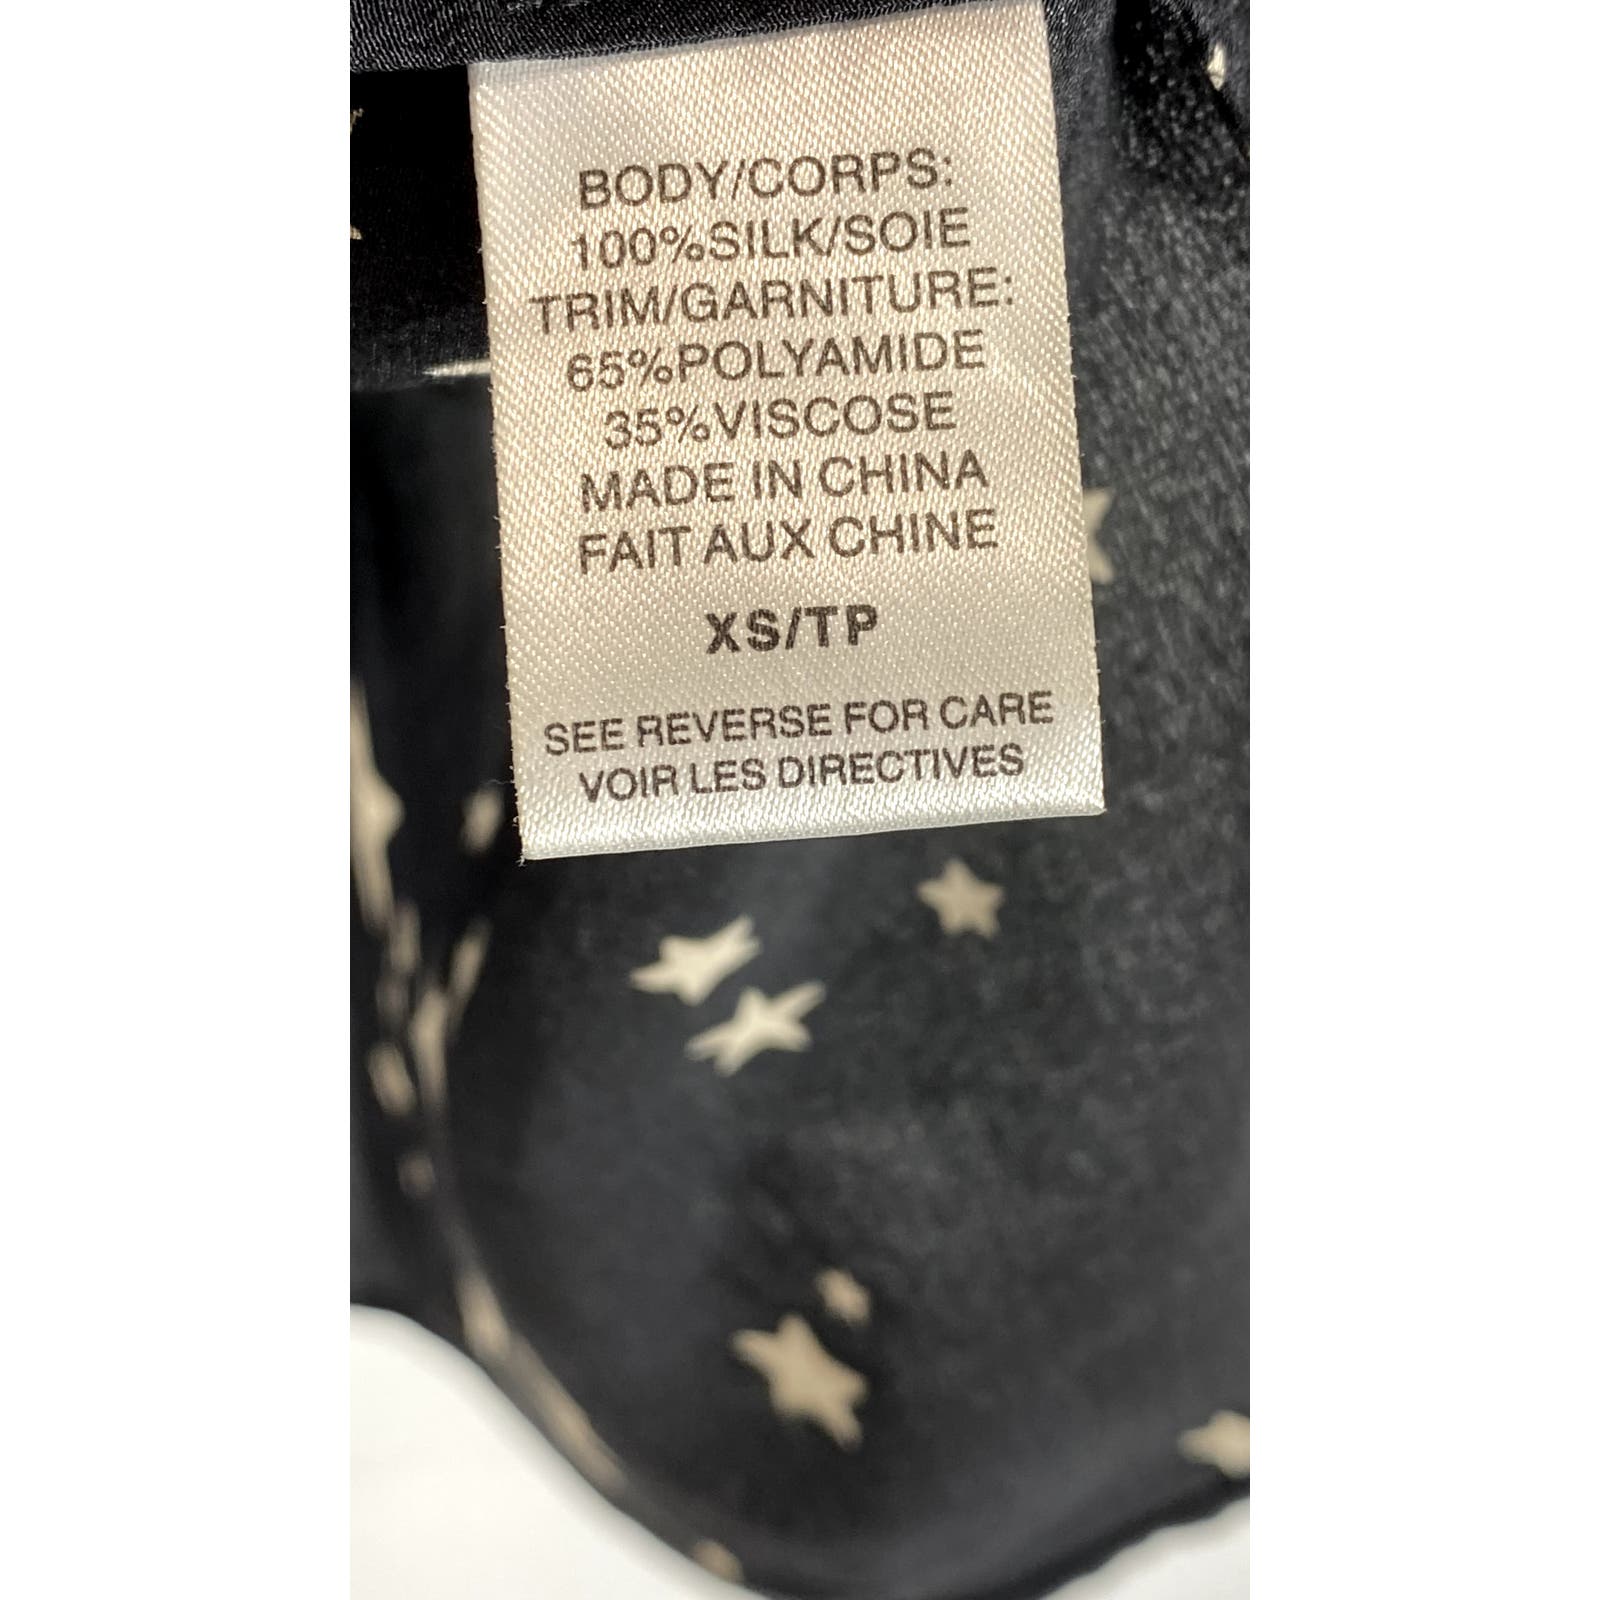 BODY/CORPS:
100%SILK/SOIE
TRIM/GARNITURE:
65%POLYAMIDE
35%VISCOSE
MADE IN CHINA
FAIT AUX CHINE
XS/TP
SEE REVERSE FOR CARE
VOIR LES DIRECTIVES